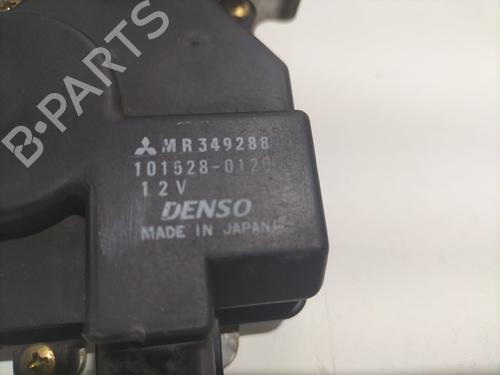 MR349288
101528-0120
12V
DENSO
MADE IN JAPAN
B-PARTS